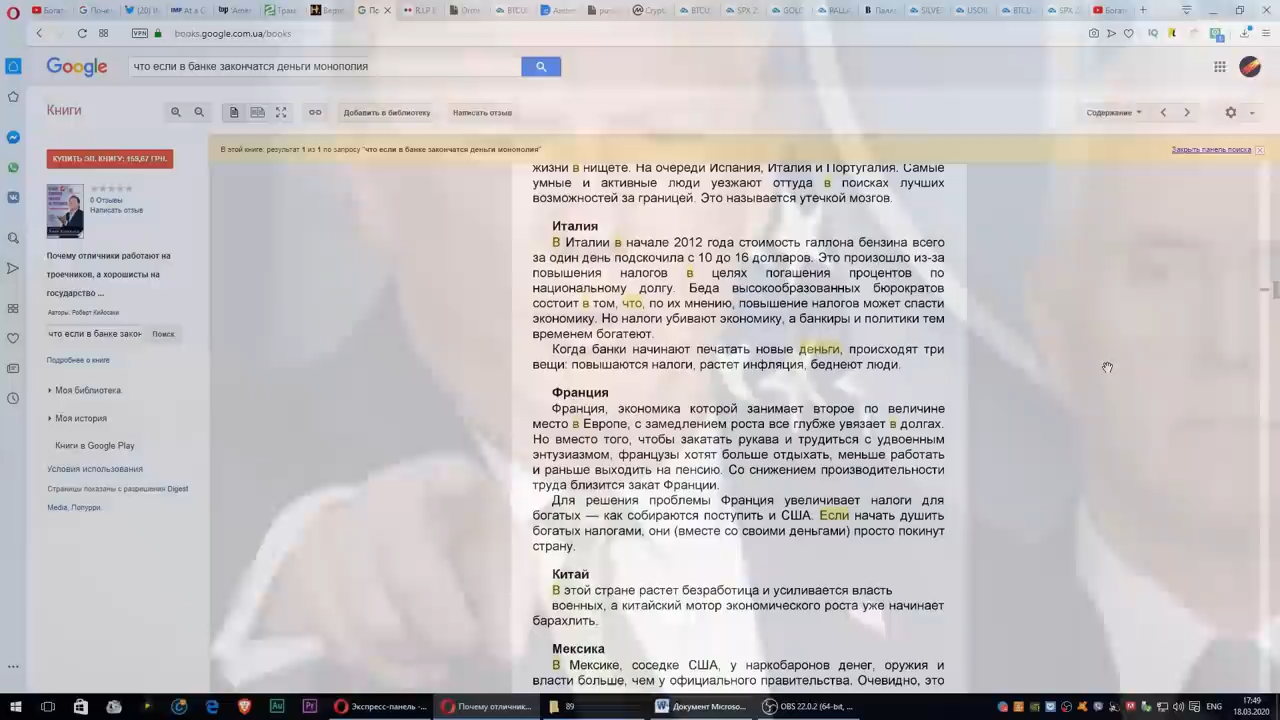 VPN books.google.com.ua/books
Google что если в банке закончатся деньги монополия
Книги Добавить в библиотеку Написать отзыв Содержание
В этой книге: результат 1 из 1 по запросу "что если в банке закончатся деньги монополия" Закрыть панель поиска
КУПИТЬ ЭЛ. КНИГУ: 159,67 ГРН.
0 Отзывы
Написать отзыв
Почему отличники работают на
троечников, а хорошисты на
государство ...
Авторы: Роберт Кийосаки
что если в банке закон Поиск
Подробнее о книге
Моя библиотека
Моя история
Книги в Google Play
Условия использования
Страницы показаны с разрешения Digest
Media, Попурри.
жизни в нищете. На очереди Испания, Италия и Португалия. Самые
умные и активные люди уезжают оттуда в поисках лучших
возможностей за границей. Это называется утечкой мозгов.
Италия
В Италии в начале 2012 года стоимость галлона бензина всего
за один день подскочила с 10 до 16 долларов. Это произошло из-за
повышения налогов в целях погашения процентов по
национальному долгу. Беда высокообразованных бюрократов
состоит в том, что, по их мнению, повышение налогов может спасти
экономику. Но налоги убивают экономику, а банкиры и политики тем
временем богатеют.
Когда банки начинают печатать новые деньги, происходят три
вещи: повышаются налоги, растет инфляция, беднеют люди.
Франция
Франция, экономика которой занимает второе по величине
место в Европе, с замедлением роста все глубже увязает в долгах.
Но вместо того, чтобы закатать рукава и трудиться с удвоенным
энтузиазмом, французы хотят больше отдыхать, меньше работать
и раньше выходить на пенсию. Со снижением производительности
труда близится закат Франции.
Для решения проблемы Франция увеличивает налоги для
богатых — как собираются поступить и США. Если начать душить
богатых налогами, они (вместе со своими деньгами) просто покинут
страну.
Китай
В этой стране растет безработица и усиливается власть
военных, а китайский мотор экономического роста уже начинает
барахлить.
Мексика
В Мексике, соседке США, у наркобаронов денег, оружия и
власти больше, чем у официального правительства. Очевидно, это
Экспресс-панель -... Почему отличник... 89 Документ Microso... OBS 22.0.2 (64-bit, ... ENG 17:49
18.03.2020